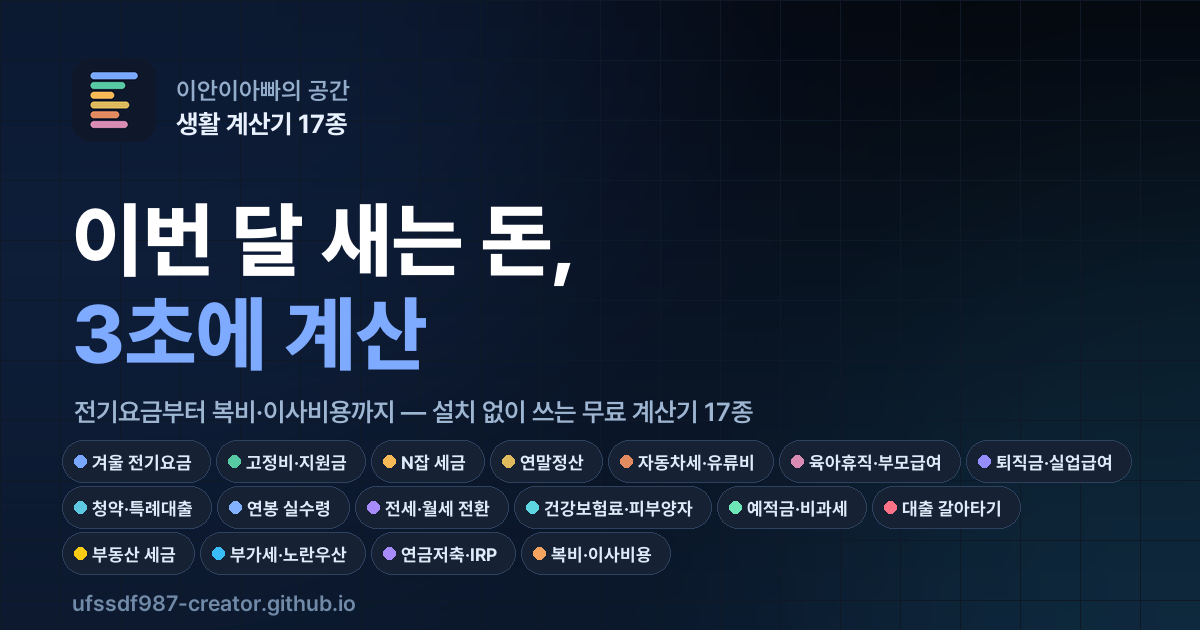 이안이아빠의 공간
생활 계산기 17종
이번 달 새는 돈,
3초에 계산
전기요금부터 복비·이사비용까지 — 설치 없이 쓰는 무료 계산기 17종
겨울 전기요금 고정비·지원금 N잡 세금 연말정산 자동차세·유류비 육아휴직·부모급여 퇴직금·실업급여
청약·특례대출 연봉 실수령 전세·월세 전환 건강보험료·피부양자 예적금·비과세 대출 갈아타기
부동산 세금 부가세·노란우산 연금저축·IRP 복비·이사비용
ufssdf987-creator.github.io